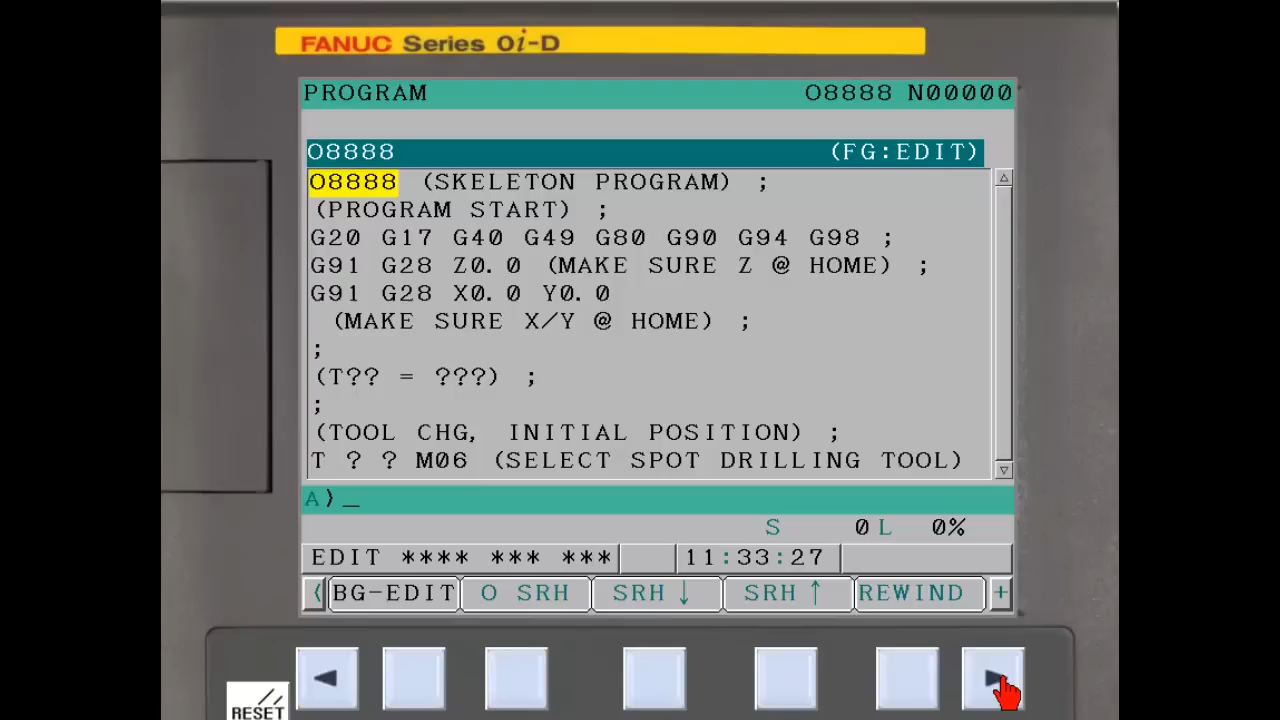 FANUC Series 0i-D
PROGRAM O8888 N00000
O8888 (FG:EDIT)
O8888 (SKELETON PROGRAM) ;
(PROGRAM START) ;
G20 G17 G40 G49 G80 G90 G94 G98 ;
G91 G28 Z0.0 (MAKE SURE Z @ HOME) ;
G91 G28 X0.0 Y0.0
(MAKE SURE X/Y @ HOME) ;
;
(T?? = ???) ;
;
(TOOL CHG, INITIAL POSITION) ;
T ? ? M06 (SELECT SPOT DRILLING TOOL)
A)_
S 0 L 0%
EDIT **** *** *** 11:33:27
( BG-EDIT O SRH SRH ↓ SRH ↑ REWIND +
◄ ►
RESET